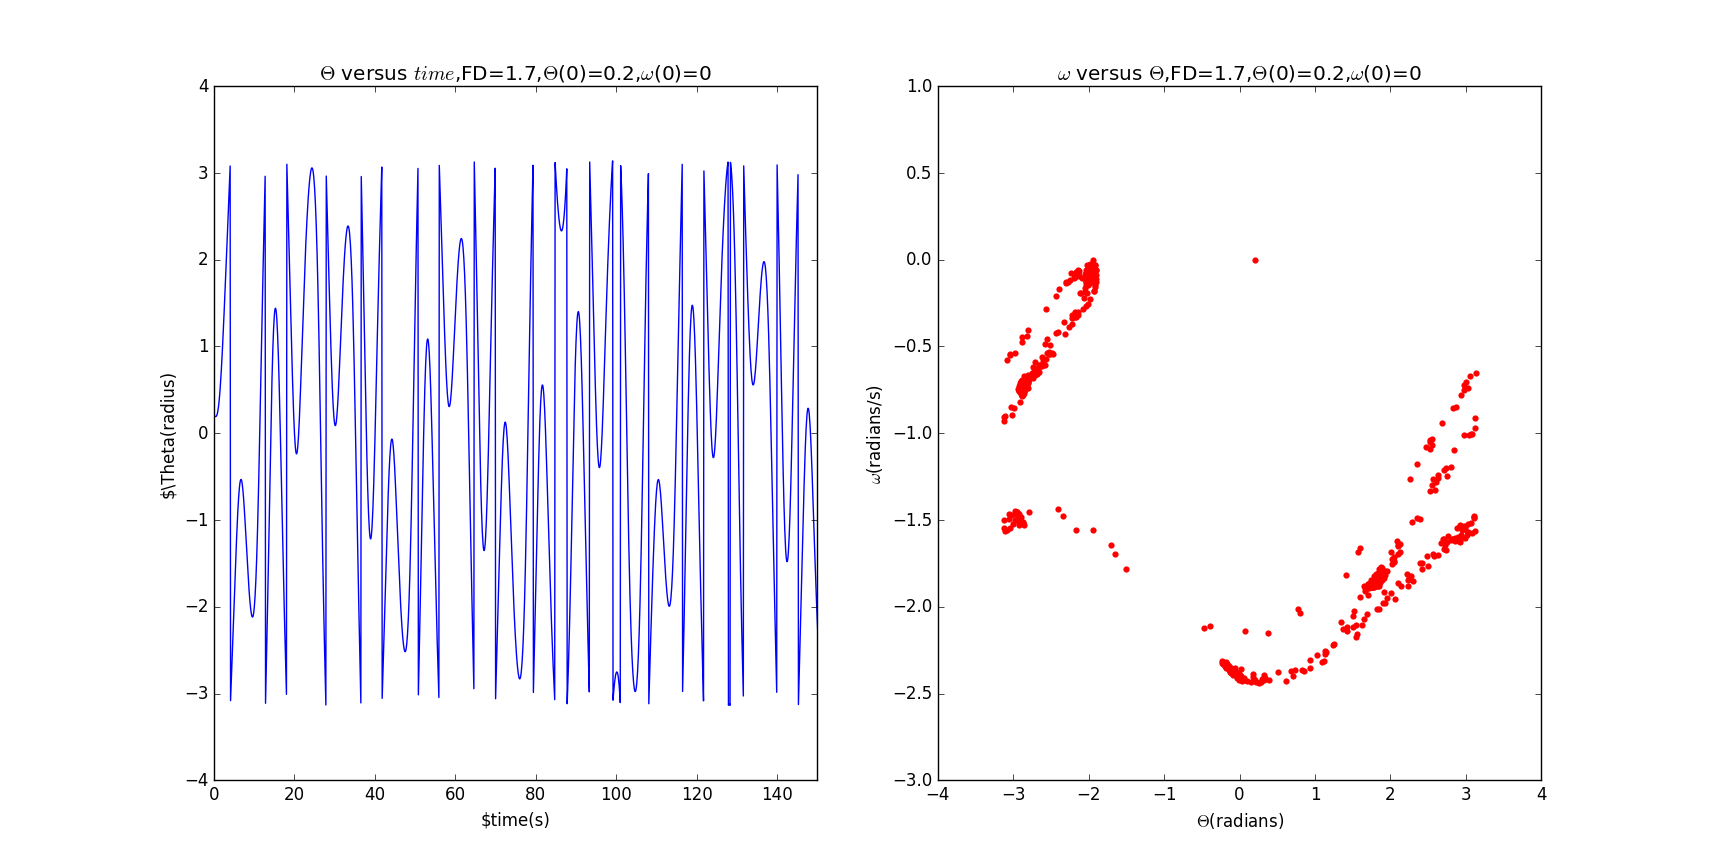 Θ versus time,FD=1.7,Θ(0)=0.2,ω(0)=0
4
3
2
1
0
−1
−2
−3
−4
$\Theta(radius)
0 20 40 60 80 100 120 140
$time(s)
ω versus Θ,FD=1.7,Θ(0)=0.2,ω(0)=0
1.0
0.5
0.0
−0.5
−1.0
−1.5
−2.0
−2.5
−3.0
ω(radians/s)
−4 −3 −2 −1 0 1 2 3 4
Θ(radians)